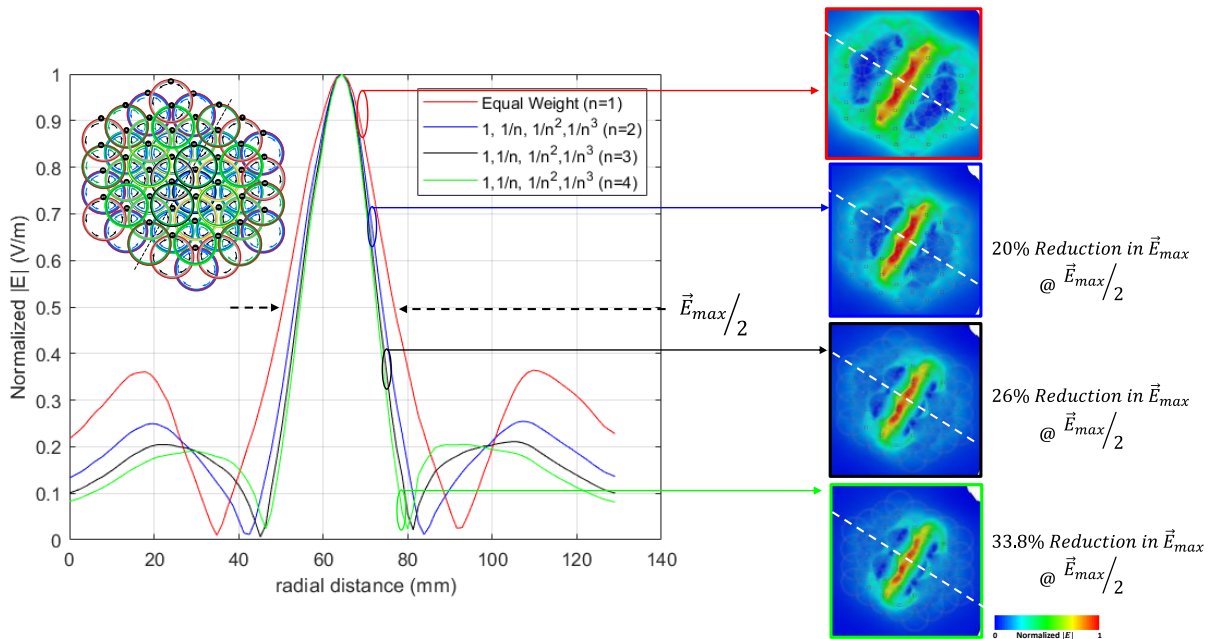 Normalized |E| (V/m)
1
0.9
0.8
0.7
0.6
0.5
0.4
0.3
0.2
0.1
0
0
20
40
60
80
100
120
140
radial distance (mm)
Equal Weight (n=1)
1, 1/n, 1/n², 1/n³ (n=2)
1,1/n, 1/n²,1/n³ (n=3)
1,1/n, 1/n²,1/n³ (n=4)
E⃗max/2
20% Reduction in E⃗max
@ E⃗max/2
26% Reduction in E⃗max
@ E⃗max/2
33.8% Reduction in E⃗max
@ E⃗max/2
0 Normalized |E| 1